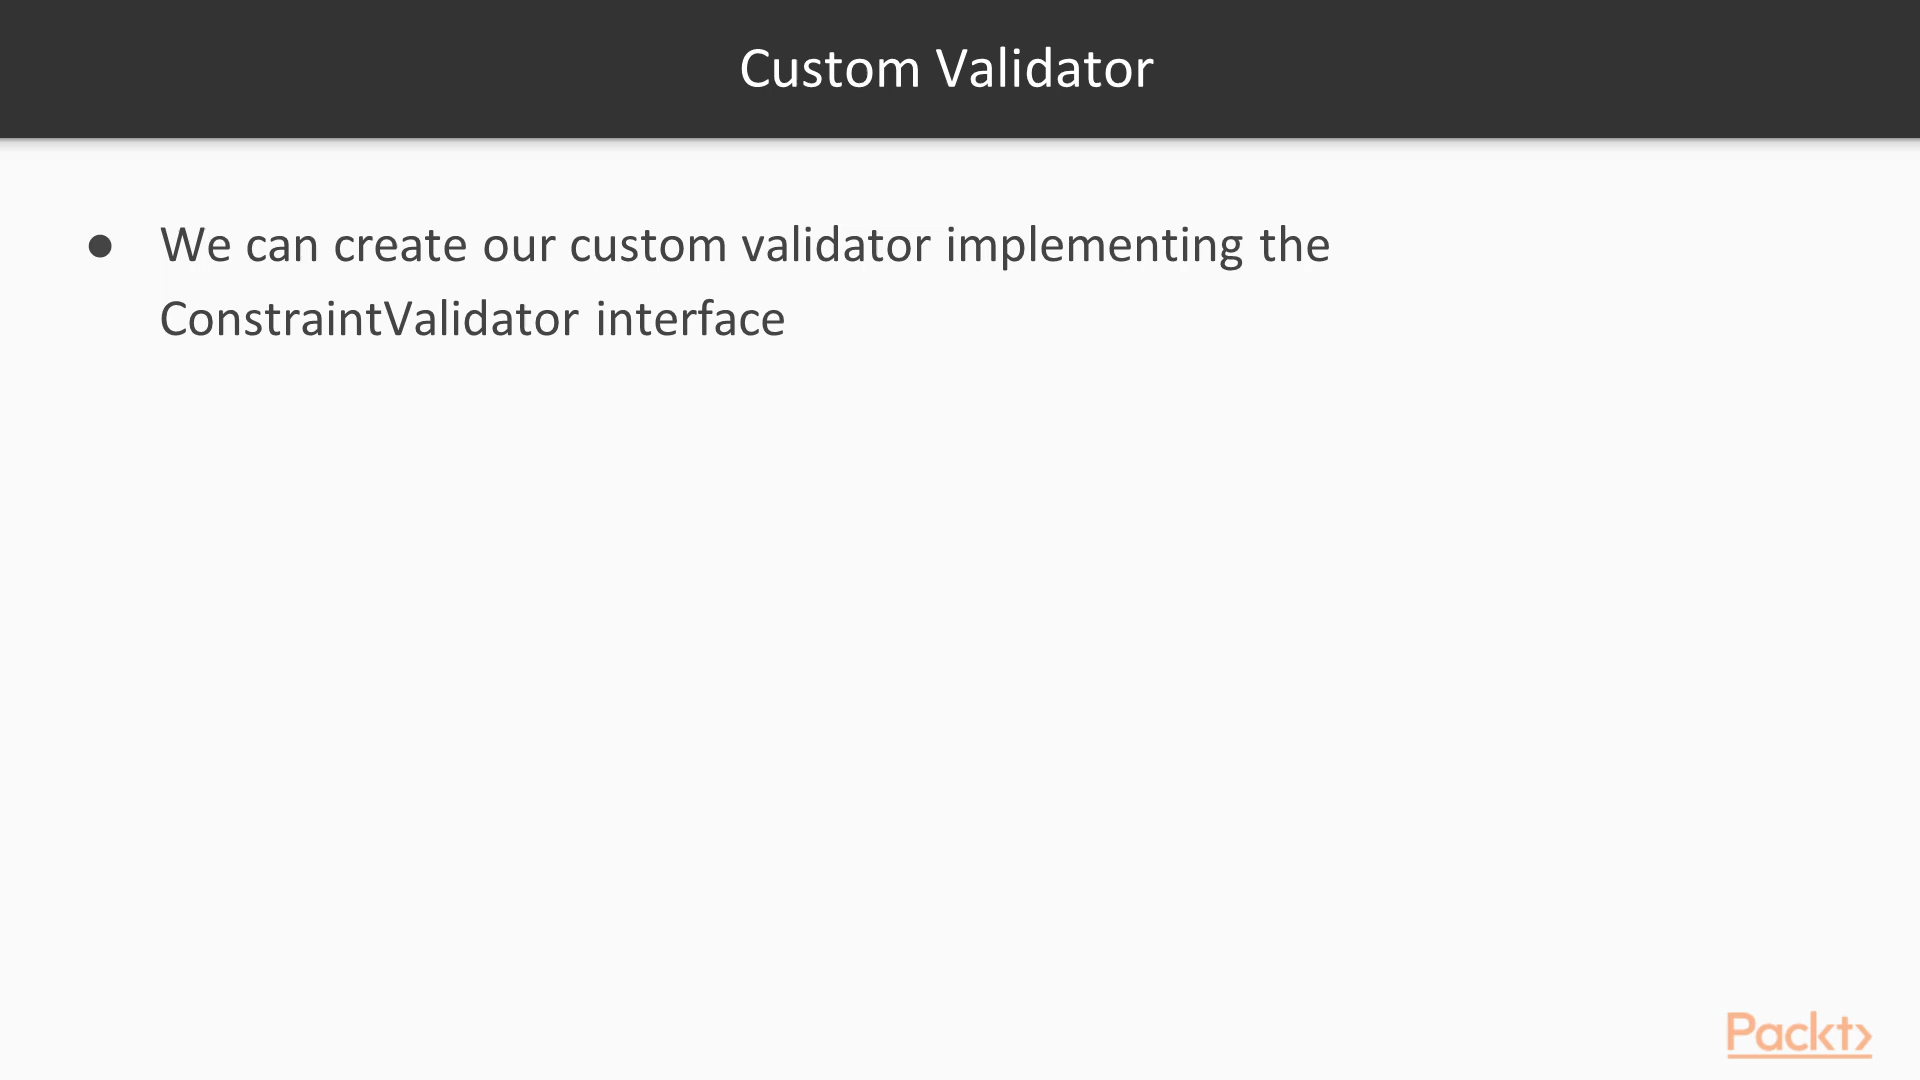 Custom Validator
● We can create our custom validator implementing the
ConstraintValidator interface
Packt>